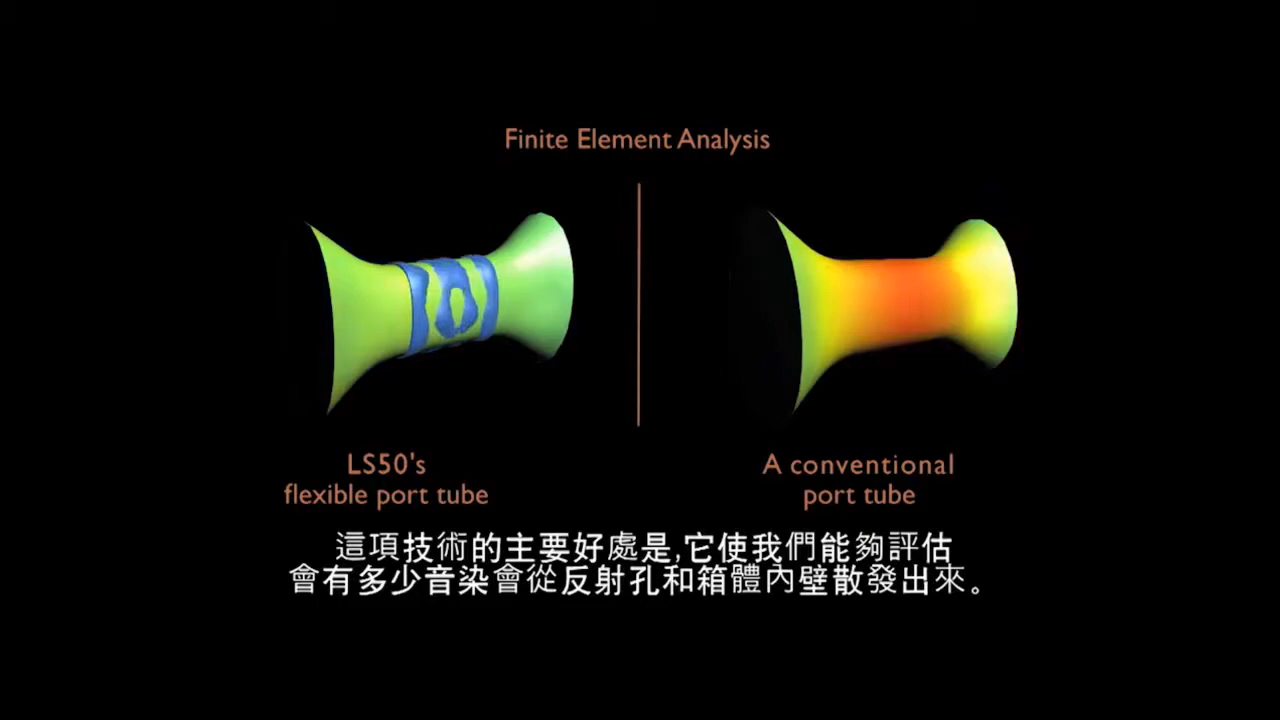 Finite Element Analysis
LS50's
flexible port tube
A conventional
port tube
這項技術的主要好處是,它使我們能夠評估
會有多少音染會從反射孔和箱體內壁散發出來。